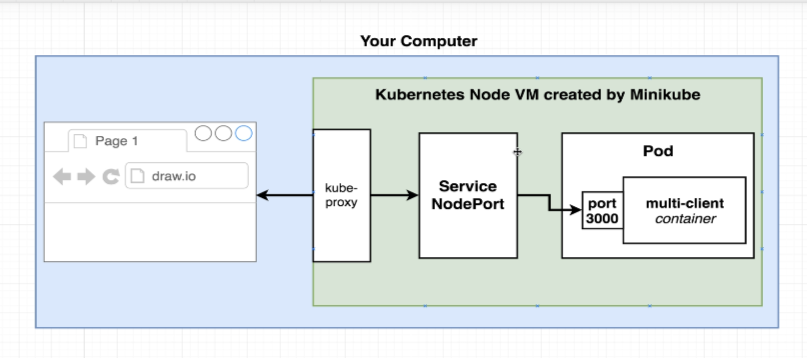 Your Computer
Kubernetes Node VM created by Minikube
Page 1
draw.io
kube-
proxy
Service
NodePort
Pod
port
3000
multi-client
container